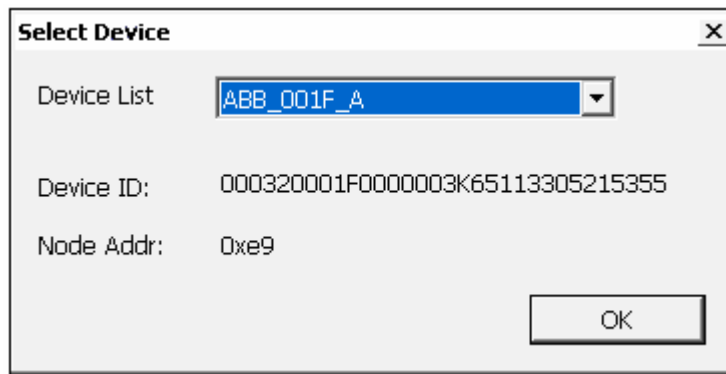 Select Device
Device List ABB_001F_A
Device ID: 000320001F0000003K65113305215355
Node Addr: 0xe9
OK